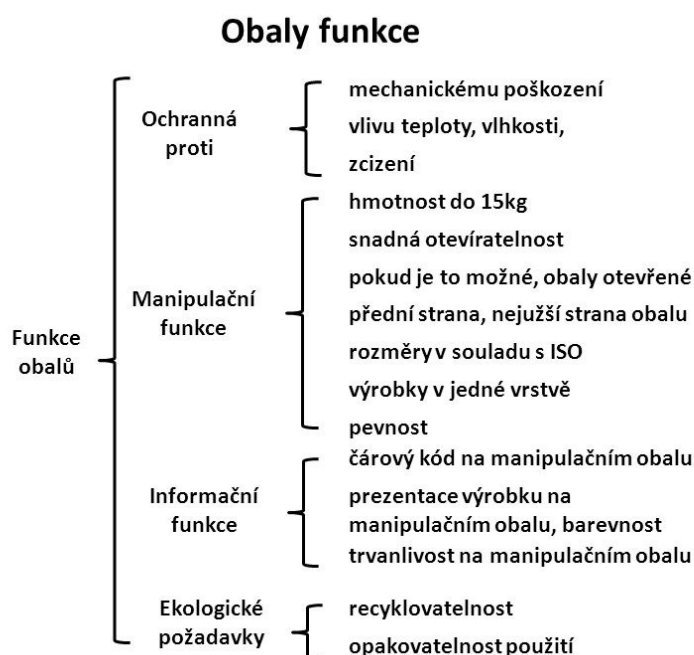 Obaly funkce
Funkce
obalů
Ochranná
proti
mechanickému poškození
vlivu teploty, vlhkosti,
zcizení
Manipulační
funkce
hmotnost do 15kg
snadná otevíratelnost
pokud je to možné, obaly otevřené
přední strana, nejužší strana obalu
rozměry v souladu s ISO
výrobky v jedné vrstvě
pevnost
Informační
funkce
čárový kód na manipulačním obalu
prezentace výrobku na
manipulačním obalu, barevnost
trvanlivost na manipulačním obalu
Ekologické
požadavky
recyklovatelnost
opakovatelnost použití